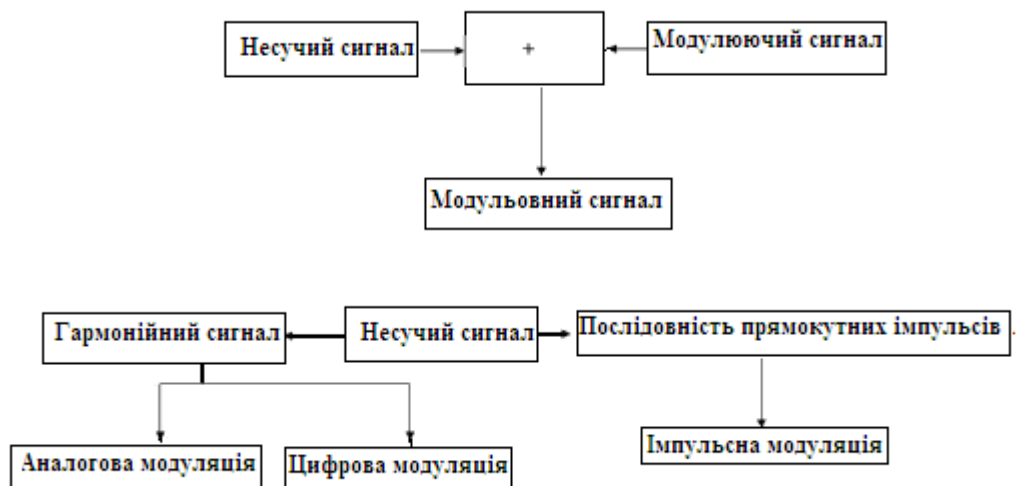 Несучий сигнал
+
Модулюючий сигнал
Модульовний сигнал
Гармонійний сигнал
Несучий сигнал
Послідовність прямокутних імпульсів .
Аналогова модуляція
Цифрова модуляція
Імпульсна модуляція